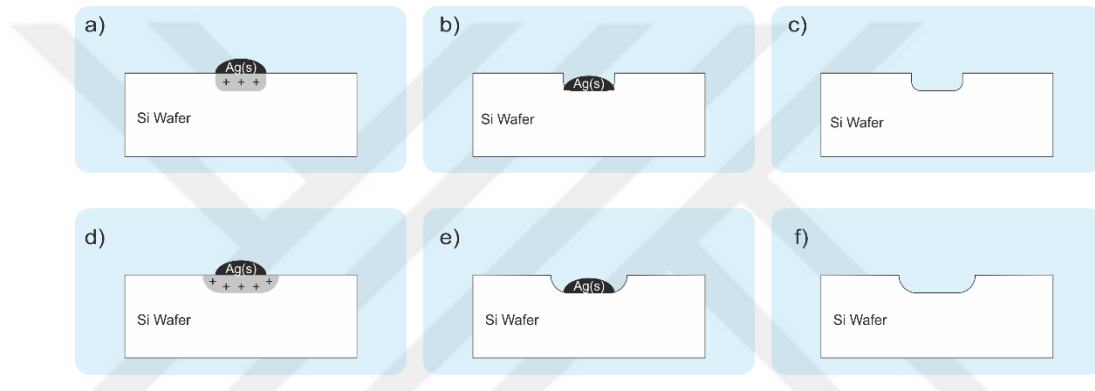 a)
Ag(s)
+ + +
Si Wafer
b)
Ag(s)
Si Wafer
c)
Si Wafer
d)
Ag(s)
+ + + + +
Si Wafer
e)
Ag(s)
Si Wafer
f)
Si Wafer